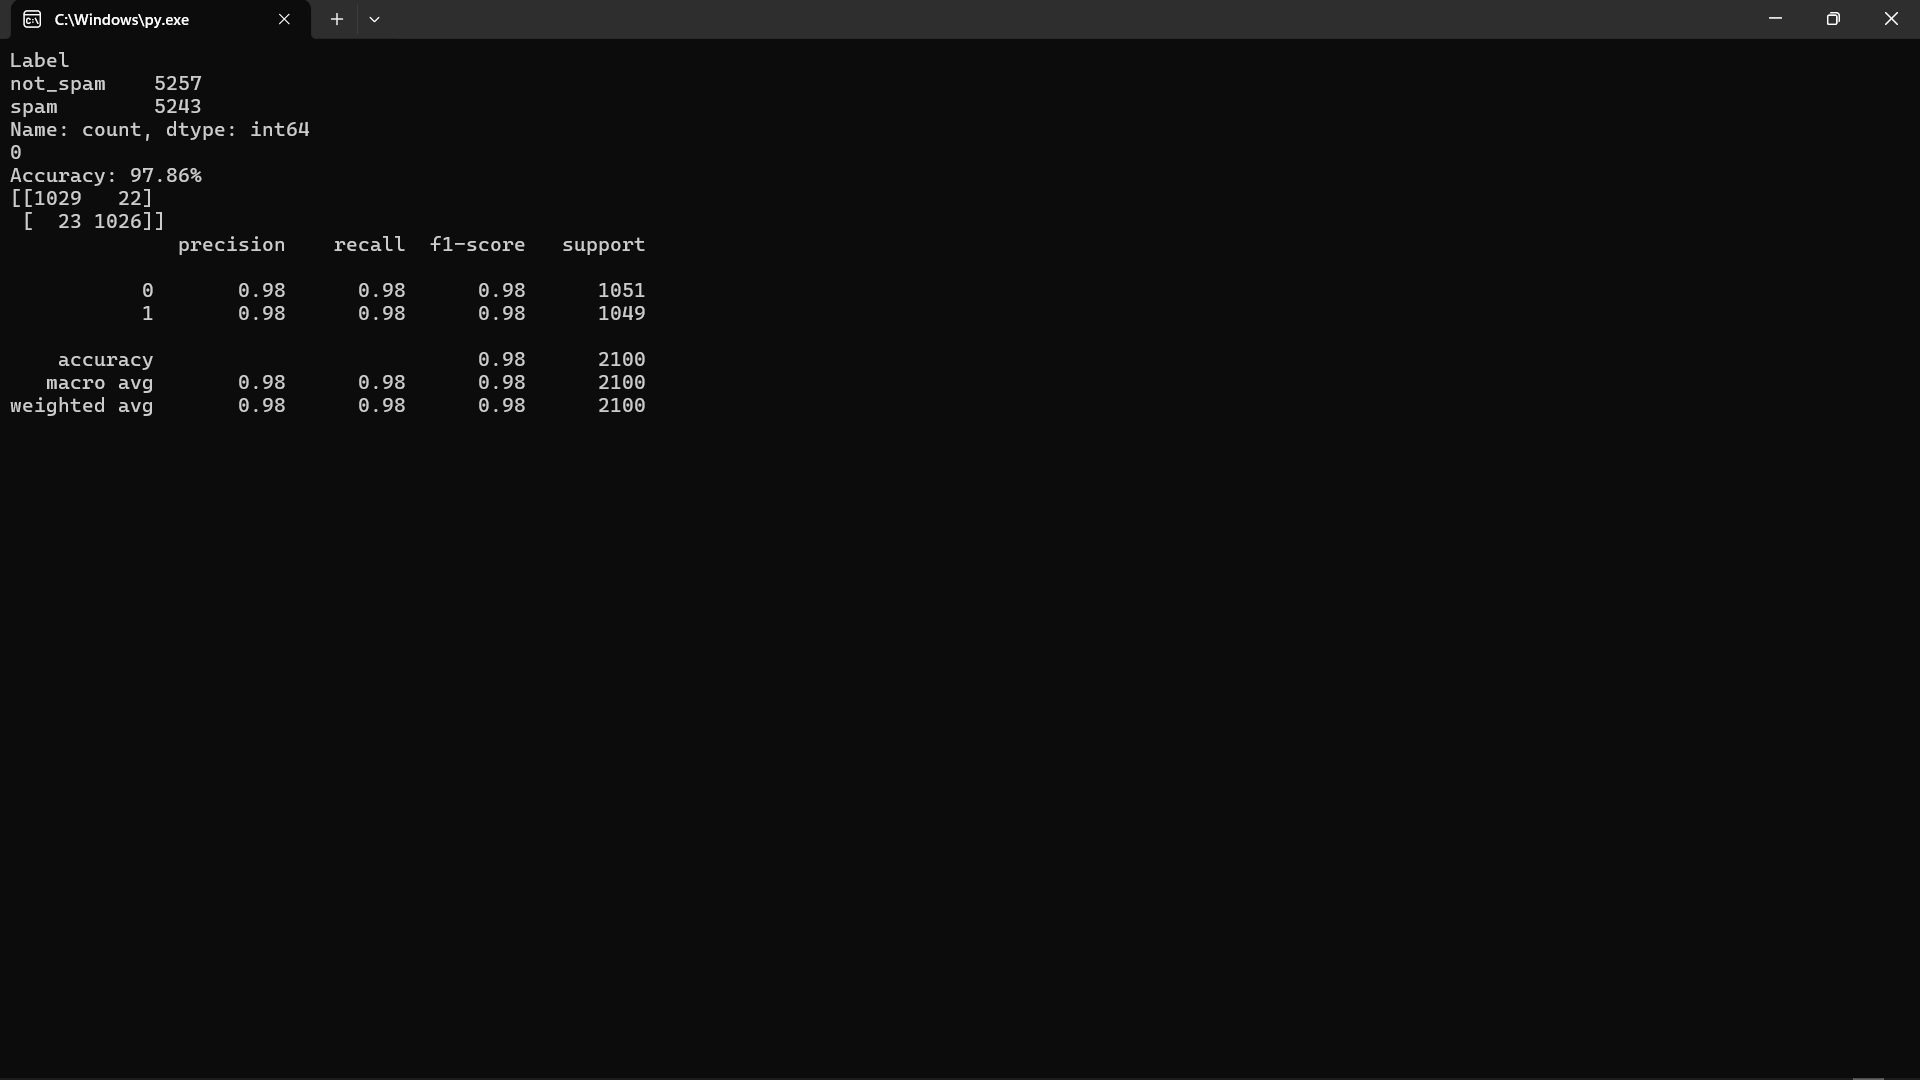 C:\Windows\py.exe
Label
not_spam    5257
spam        5243
Name: count, dtype: int64
0
Accuracy: 97.86%
[[1029   22]
 [  23 1026]]
              precision    recall  f1-score   support

           0       0.98      0.98      0.98      1051
           1       0.98      0.98      0.98      1049

    accuracy                           0.98      2100
   macro avg       0.98      0.98      0.98      2100
weighted avg       0.98      0.98      0.98      2100